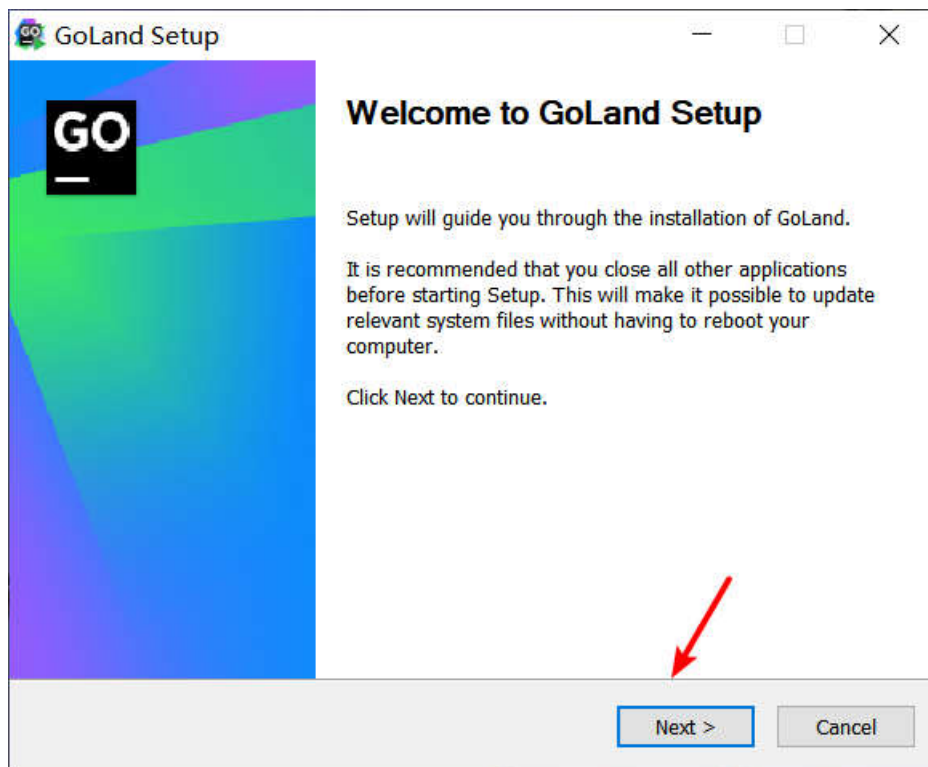 GoLand Setup
GO
Welcome to GoLand Setup
Setup will guide you through the installation of GoLand.
It is recommended that you close all other applications
before starting Setup. This will make it possible to update
relevant system files without having to reboot your
computer.
Click Next to continue.
Next >
Cancel